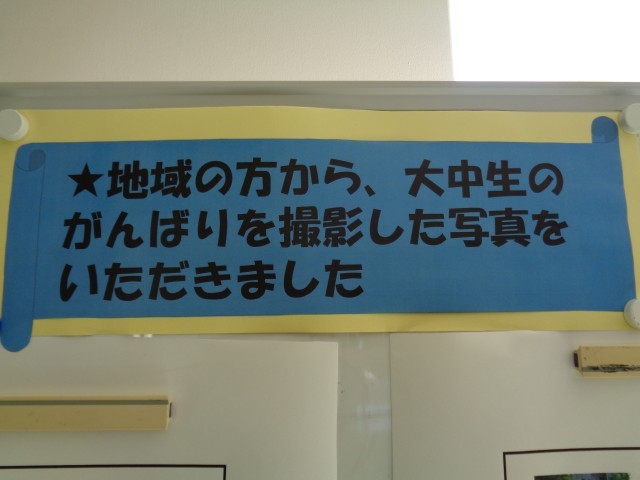 ★地域の方から、大中生の
がんばりを撮影した写真を
いただきました